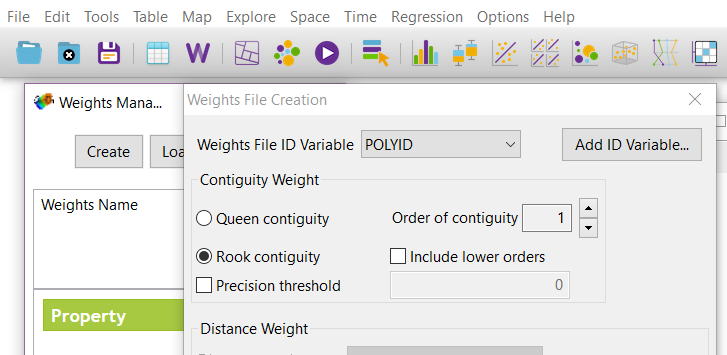 File Edit Tools Table Map Explore Space Time Regression Options Help
W
Weights Mana...
Weights File Creation
Create
Weights File ID Variable POLYID Add ID Variable...
Contiguity Weight
Weights Name
Queen contiguity Order of contiguity 1
Rook contiguity Include lower orders
Precision threshold 0
Property
Distance Weight